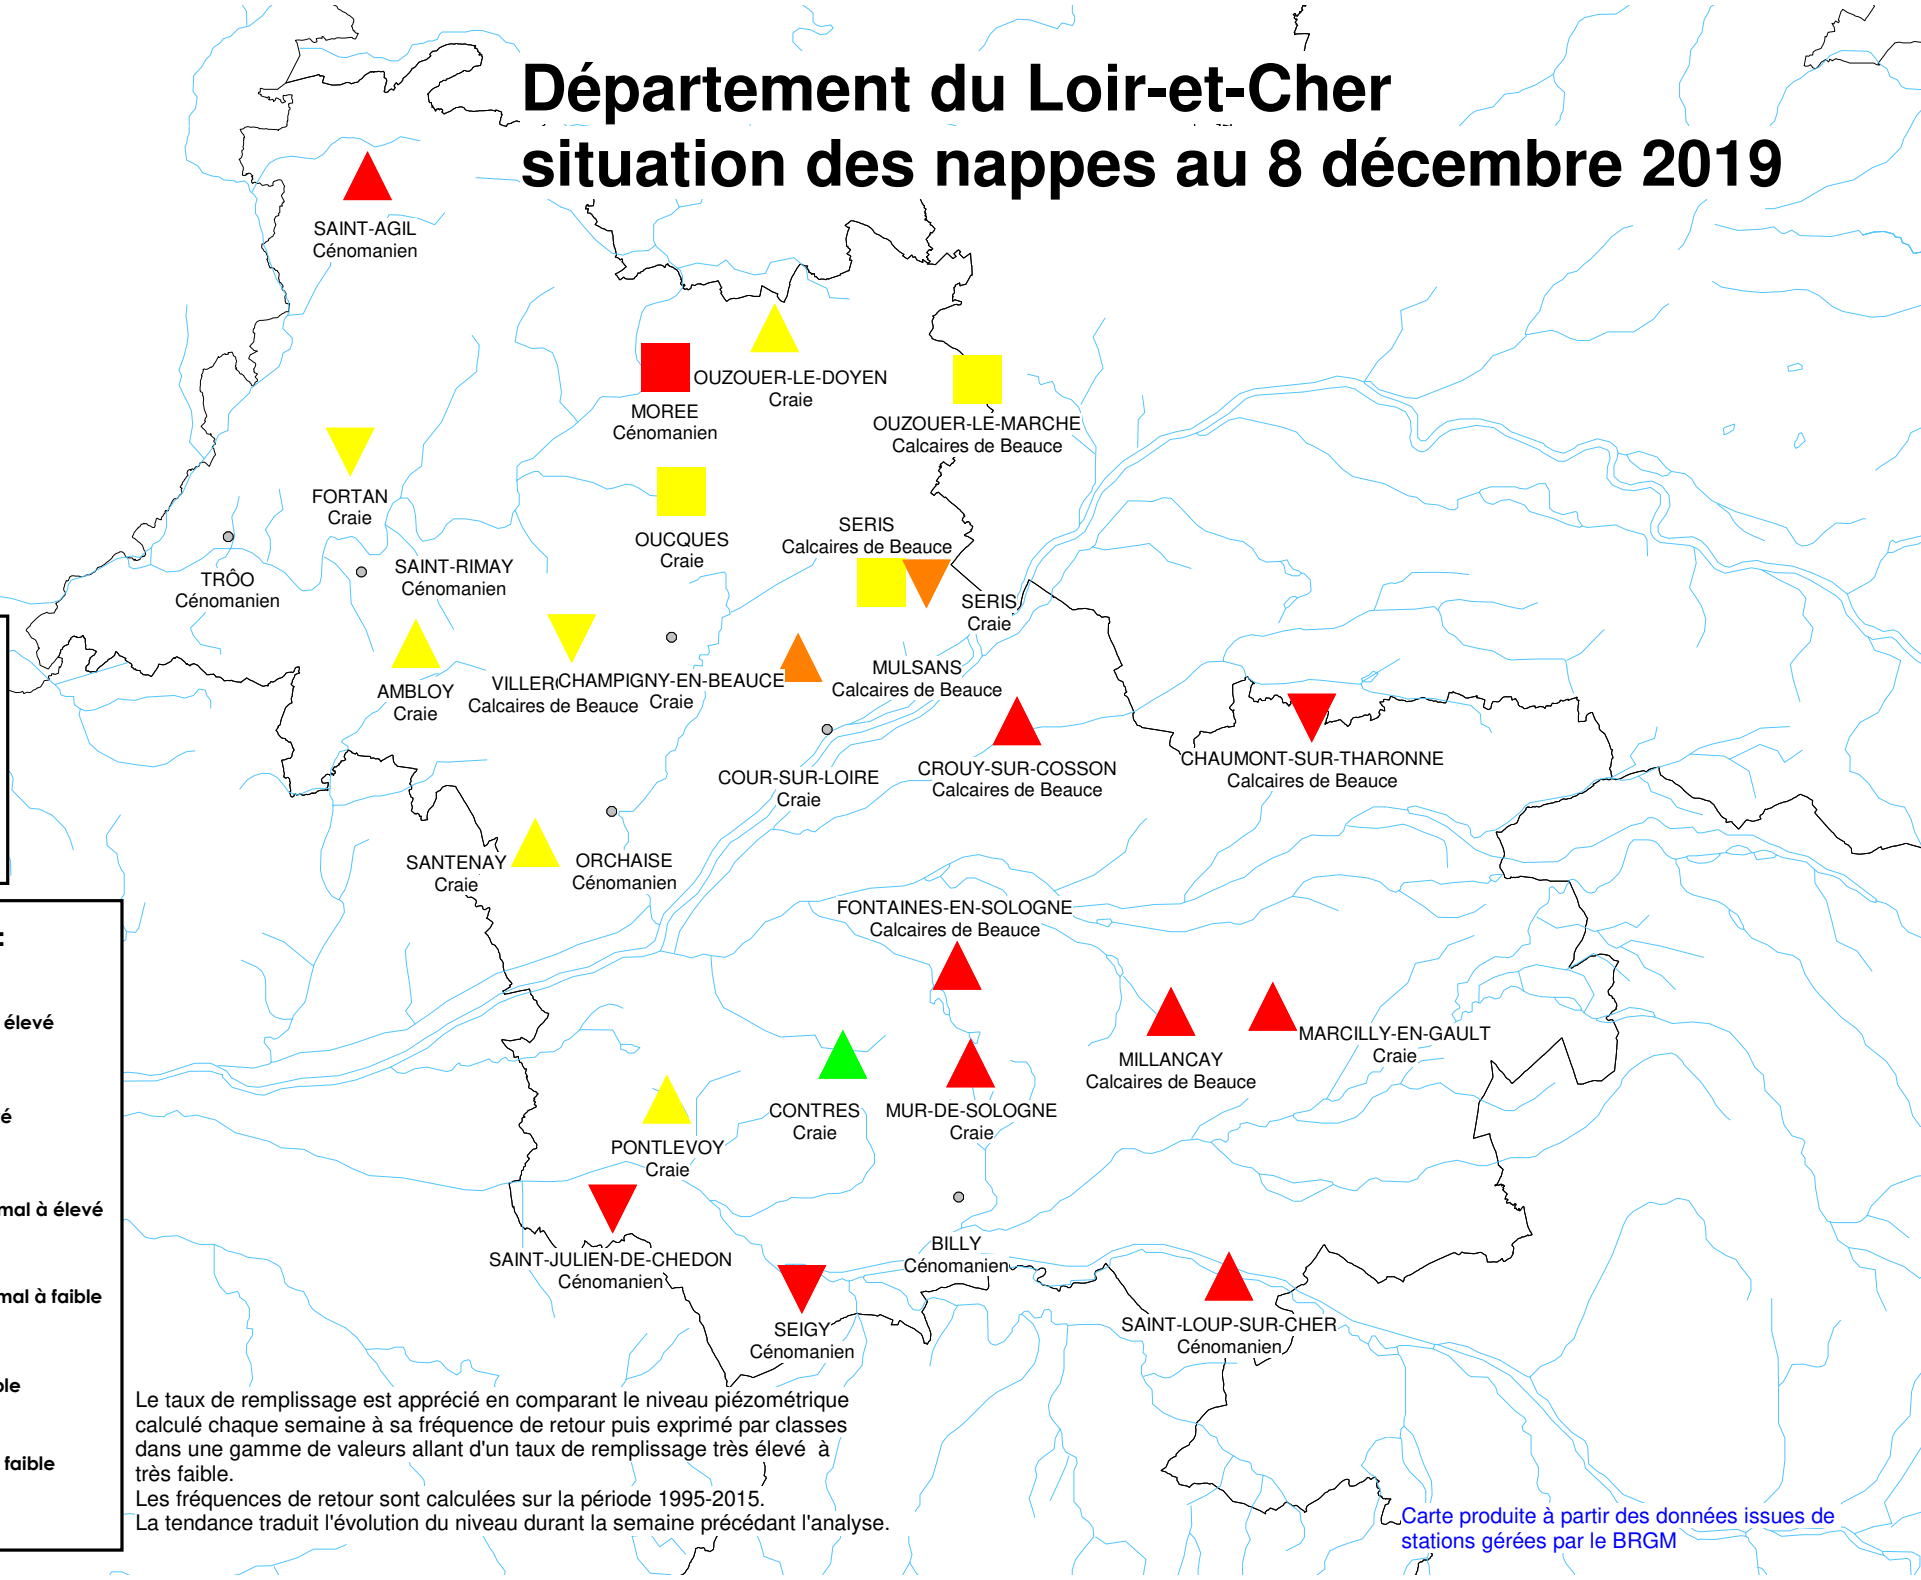 Département du Loir-et-Cher
situation des nappes au 8 décembre 2019
SAINT-AGIL
Cénomanien
OUZOUER-LE-DOYEN
Craie
MOREE
Cénomanien
OUZOUER-LE-MARCHE
Calcaires de Beauce
FORTAN
Craie
OUCQUES
Craie
SERIS
Calcaires de Beauce
SAINT-RIMAY
Cénomanien
TRÔO
Cénomanien
SERIS
Craie
AMBLOY
Craie
Calcaires de Beauce
CHAMPIGNY-EN-BEAUCE
Craie
MULSANS
Calcaires de Beauce
COUR-SUR-LOIRE
Craie
CROUY-SUR-COSSON
Calcaires de Beauce
CHAUMONT-SUR-THARONNE
Calcaires de Beauce
SANTENAY
Craie
ORCHAISE
Cénomanien
FONTAINES-EN-SOLOGNE
Calcaires de Beauce
MILLANCAY
Calcaires de Beauce
MARCILLY-EN-GAULT
Craie
CONTRES
Craie
MUR-DE-SOLOGNE
Craie
PONTLEVOY
Craie
SAINT-JULIEN-DE-CHEDON
Cénomanien
BILLY
Cénomanien
SEIGY
Cénomanien
SAINT-LOUP-SUR-CHER
Cénomanien
:
élevé
é
mal à élevé
mal à faible
ble
faible
Le taux de remplissage est apprécié en comparant le niveau piézométrique
calculé chaque semaine à sa fréquence de retour puis exprimé par classes
dans une gamme de valeurs allant d'un taux de remplissage très élevé à
très faible.
Les fréquences de retour sont calculées sur la période 1995-2015.
La tendance traduit l'évolution du niveau durant la semaine précédant l'analyse.
Carte produite à partir des données issues de
stations gérées par le BRGM